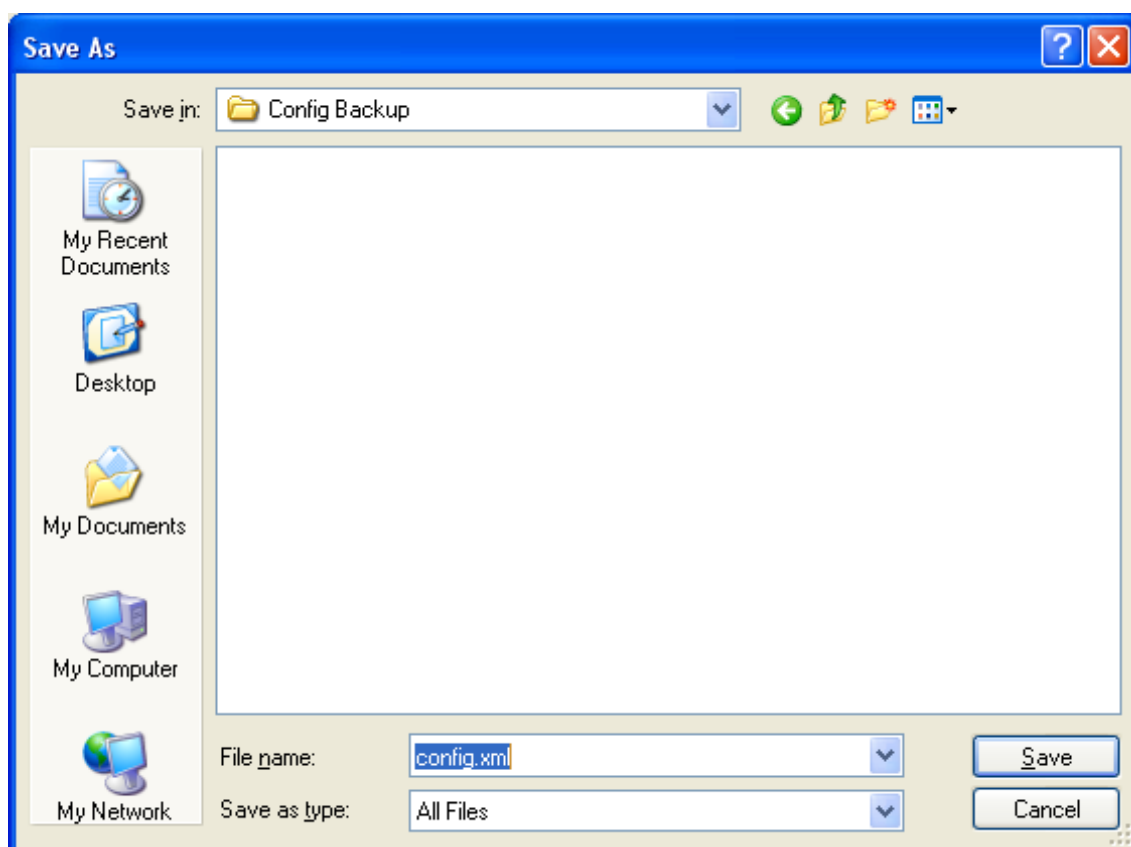 Save As
Save in: Config Backup
My Recent
Documents
Desktop
My Documents
My Computer
My Network
File name: config.xml Save
Save as type: All Files Cancel